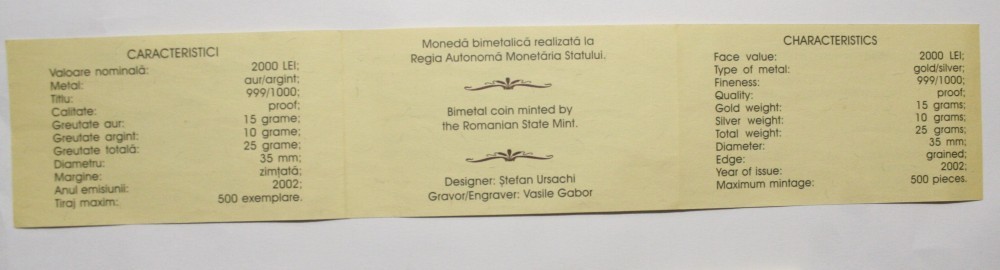 CARACTERISTICI
Valoare nominală: 2000 LEI;
Metal: aur/argint;
Titlu: 999/1000;
Calitate: proof;
Greutate aur: 15 grame;
Greutate argint: 10 grame;
Greutate totală: 25 grame;
Diametru: 35 mm;
Margine: zimțată;
Anul emisiunii: 2002;
Tiraj maxim: 500 exemplare.
Monedă bimetalică realizată la
Regia Autonomă Monetăria Statului.
Bimetal coin minted by
the Romanian State Mint.
Designer: Ștefan Ursachi
Gravor/Engraver: Vasile Gabor
CHARACTERISTICS
Face value: 2000 LEI;
Type of metal: gold/silver;
Fineness: 999/1000;
Quality: proof;
Gold weight: 15 grams;
Silver weight: 10 grams;
Total weight: 25 grams;
Diameter: 35 mm;
Edge: grained;
Year of issue: 2002;
Maximum mintage: 500 pieces.